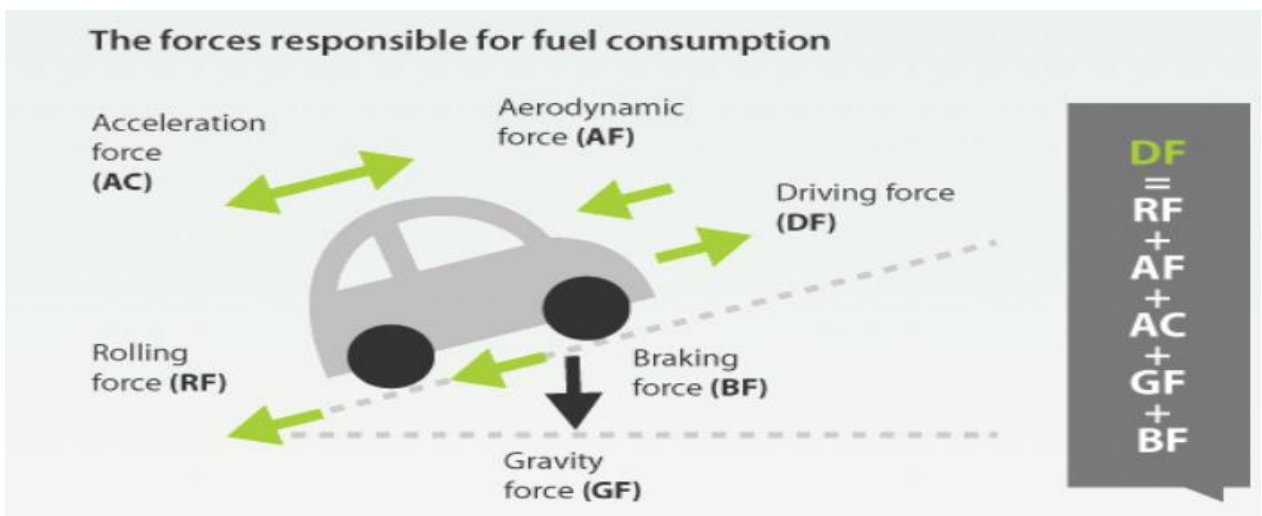 The forces responsible for fuel consumption
Acceleration
force
(AC)
Aerodynamic
force (AF)
Driving force
(DF)
Rolling
force (RF)
Braking
force (BF)
Gravity
force (GF)
DF
=
RF
+
AF
+
AC
+
GF
+
BF